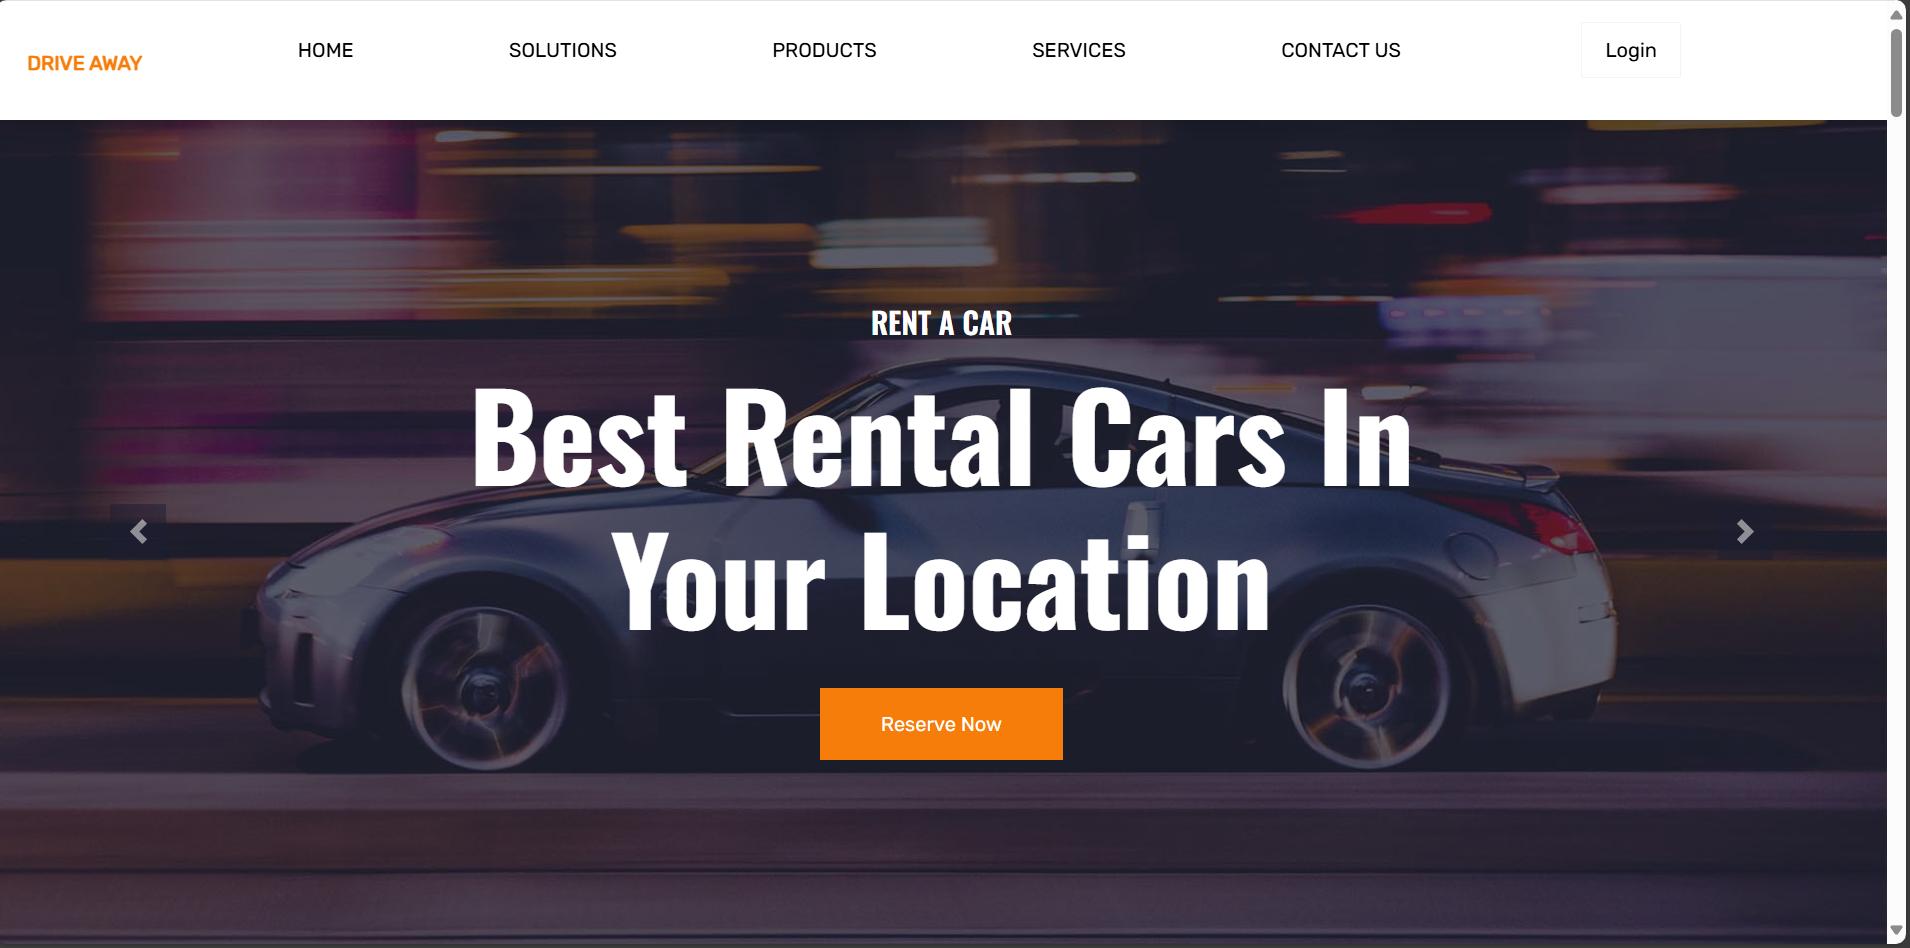 DRIVE AWAY
HOME
SOLUTIONS
PRODUCTS
SERVICES
CONTACT US
Login
RENT A CAR
Best Rental Cars In
Your Location
Reserve Now